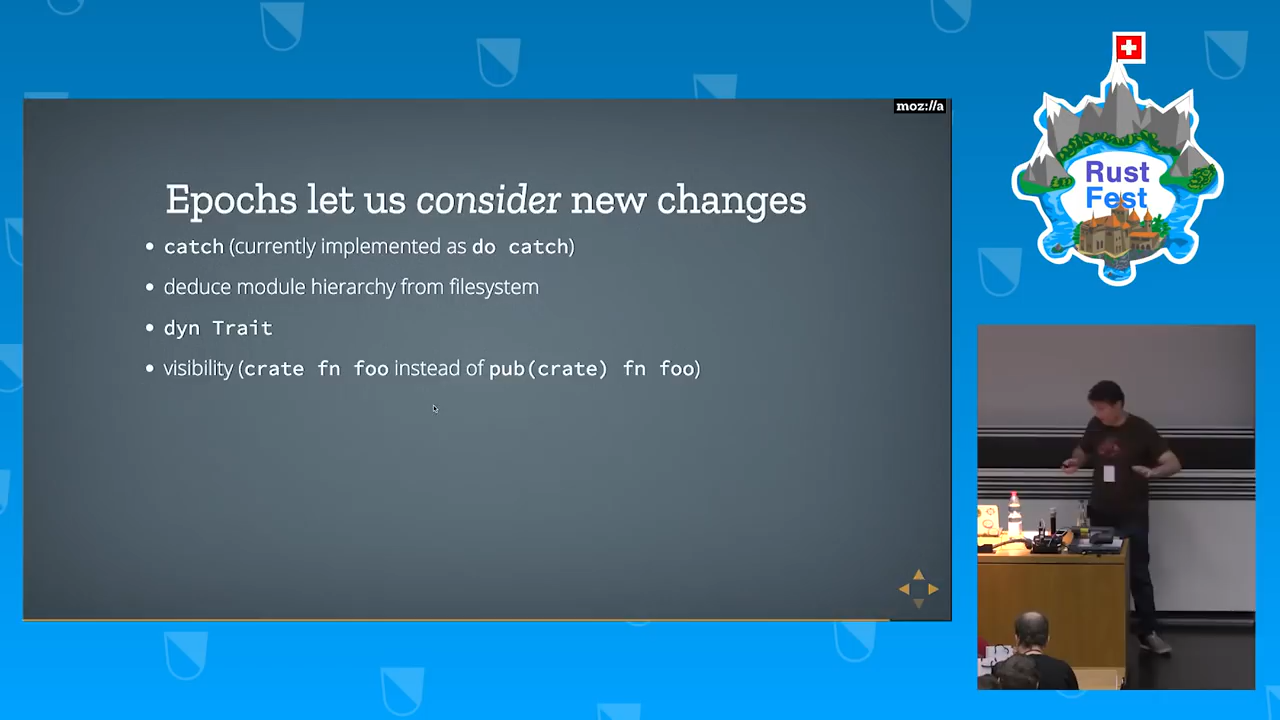 moz://a
Epochs let us consider new changes
• catch (currently implemented as do catch)
• deduce module hierarchy from filesystem
• dyn Trait
• visibility (crate fn foo instead of pub(crate) fn foo)
Rust
Fest